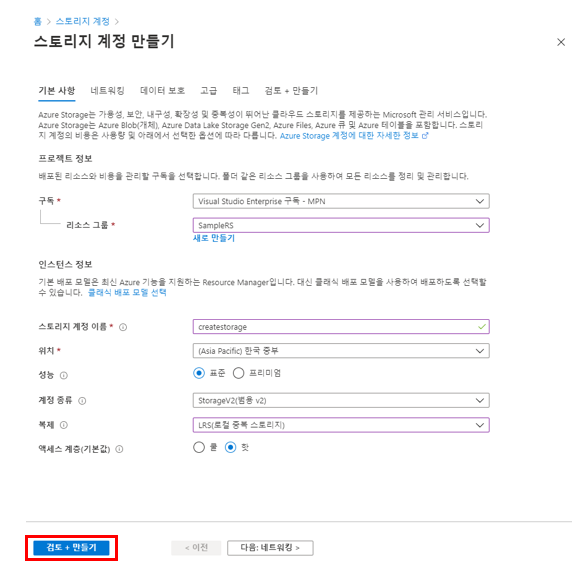 홈 > 스토리지 계정 >
스토리지 계정 만들기
기본 사항 네트워킹 데이터 보호 고급 태그 검토 + 만들기
Azure Storage는 가용성, 보안, 내구성, 확장성 및 중복성이 뛰어난 클라우드 스토리지를 제공하는 Microsoft 관리 서비스입니다.
Azure Storage는 Azure Blob(개체), Azure Data Lake Storage Gen2, Azure Files, Azure 큐 및 Azure 테이블을 포함합니다. 스토리
지 계정의 비용은 사용량 및 아래에서 선택한 옵션에 따라 다릅니다. Azure Storage 계정에 대한 자세한 정보
프로젝트 정보
배포된 리소스와 비용을 관리할 구독을 선택합니다. 폴더 같은 리소스 그룹을 사용하여 모든 리소스를 정리 및 관리합니다.
구독 * Visual Studio Enterprise 구독 - MPN
리소스 그룹 * SampleRS
새로 만들기
인스턴스 정보
기본 배포 모델은 최신 Azure 기능을 지원하는 Resource Manager입니다. 대신 클래식 배포 모델을 사용하여 배포하도록 선택할
수 있습니다. 클래식 배포 모델 선택
스토리지 계정 이름 * createstorage
위치 * (Asia Pacific) 한국 중부
성능 표준 프리미엄
계정 종류 StorageV2(범용 v2)
복제 LRS(로컬 중복 스토리지)
액세스 계층(기본값) 쿨 핫
검토 + 만들기 < 이전 다음: 네트워킹 >